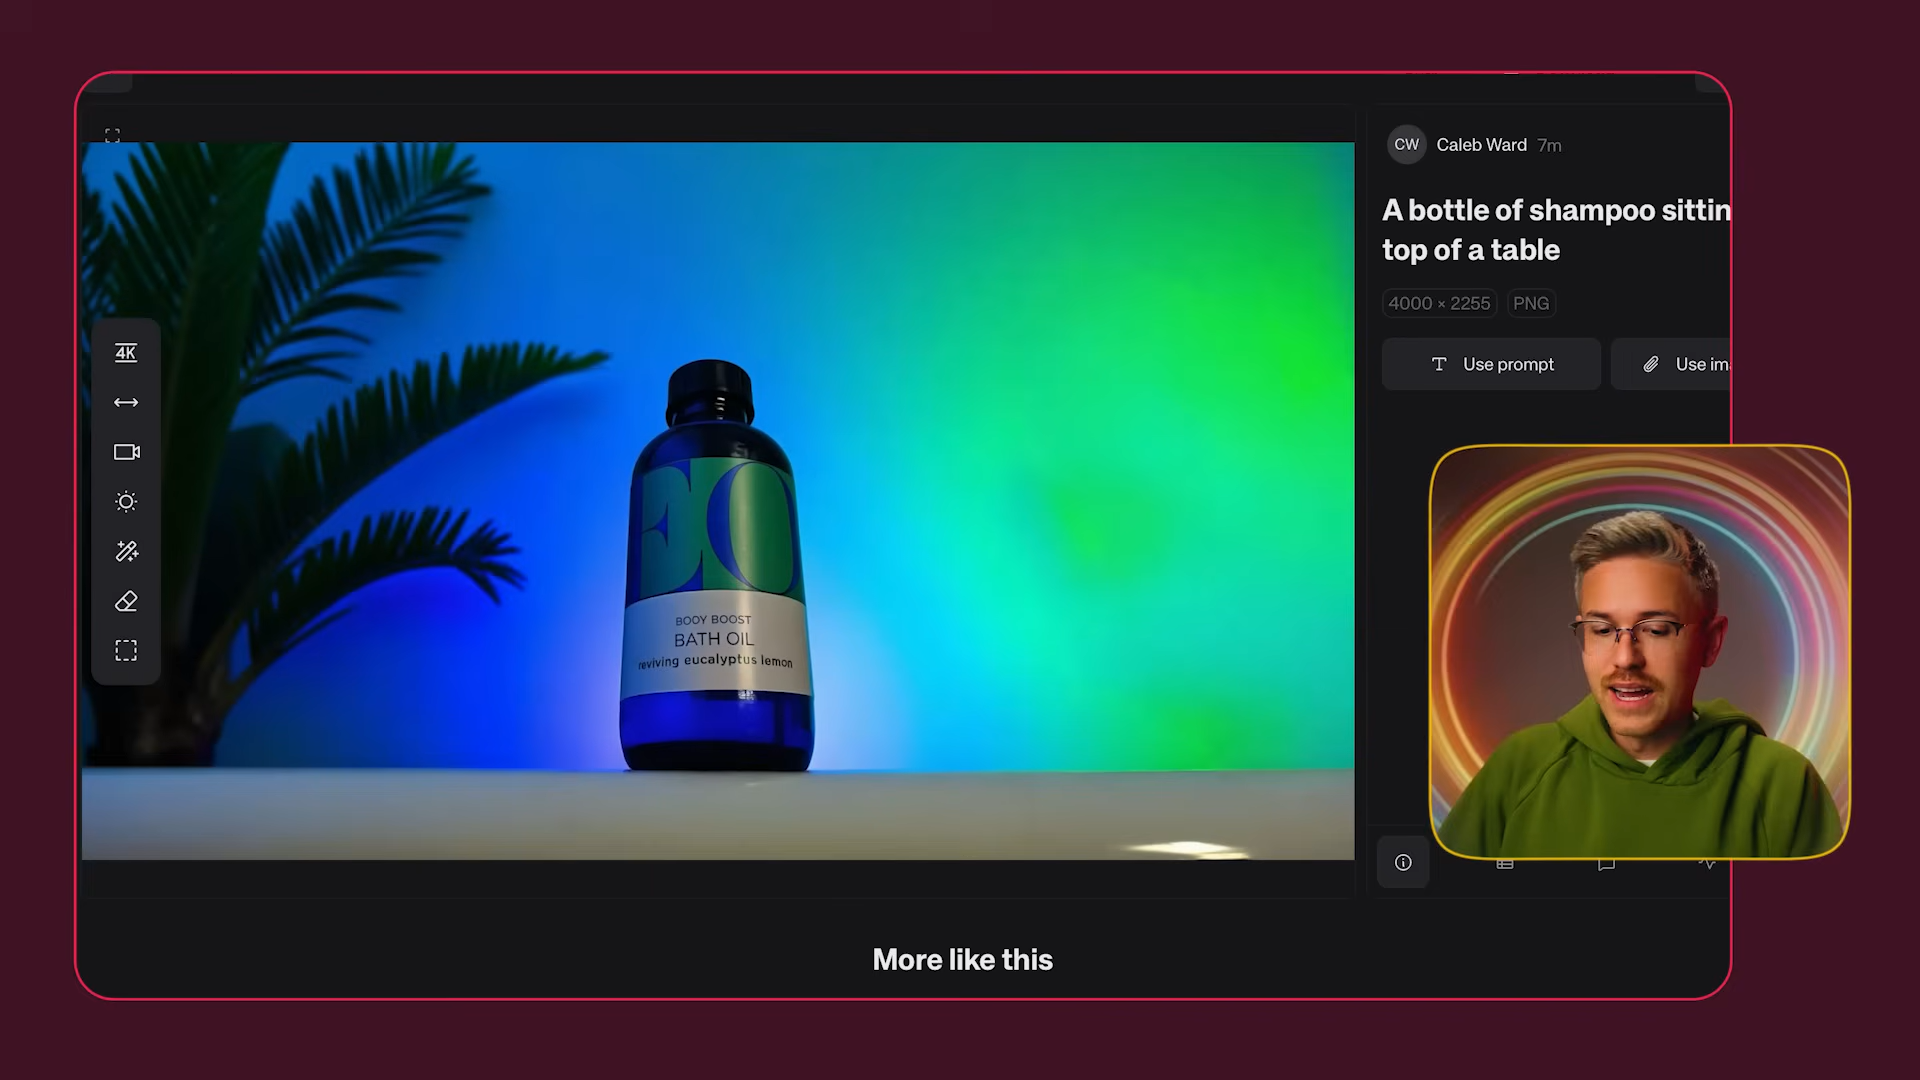 CW Caleb Ward 7m
A bottle of shampoo sittin
top of a table
4000 × 2255 PNG
Use prompt Use im
4K
EO
BODY BOOST
BATH OIL
reviving eucalyptus lemon
More like this